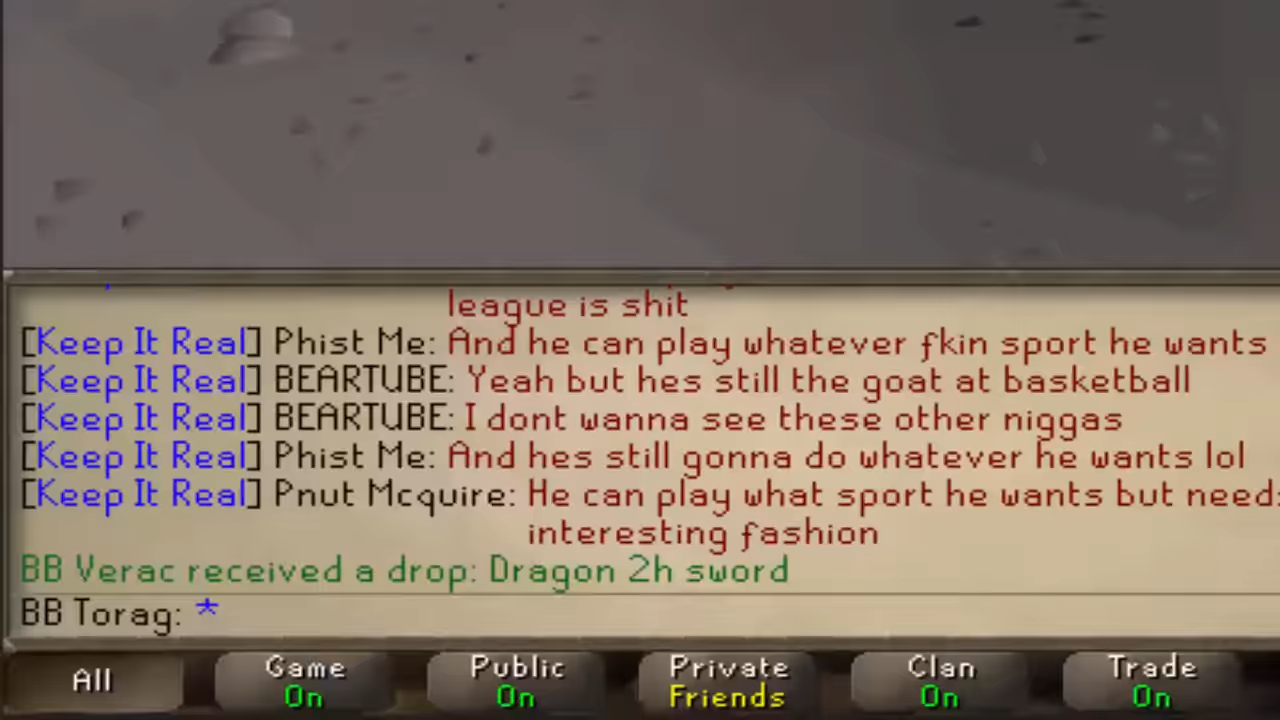 league is shit
[Keep It Real] Phist Me: And he can play whatever fkin sport he wants
[Keep It Real] BEARTUBE: Yeah but hes still the goat at basketball
[Keep It Real] BEARTUBE: I dont wanna see these other niggas
[Keep It Real] Phist Me: And hes still gonna do whatever he wants lol
[Keep It Real] Pnut Mcquire: He can play what sport he wants but needs
interesting fashion
BB Verac received a drop: Dragon 2h sword
BB Torag: *
All
Game Public Private Clan Trade
On On Friends On On